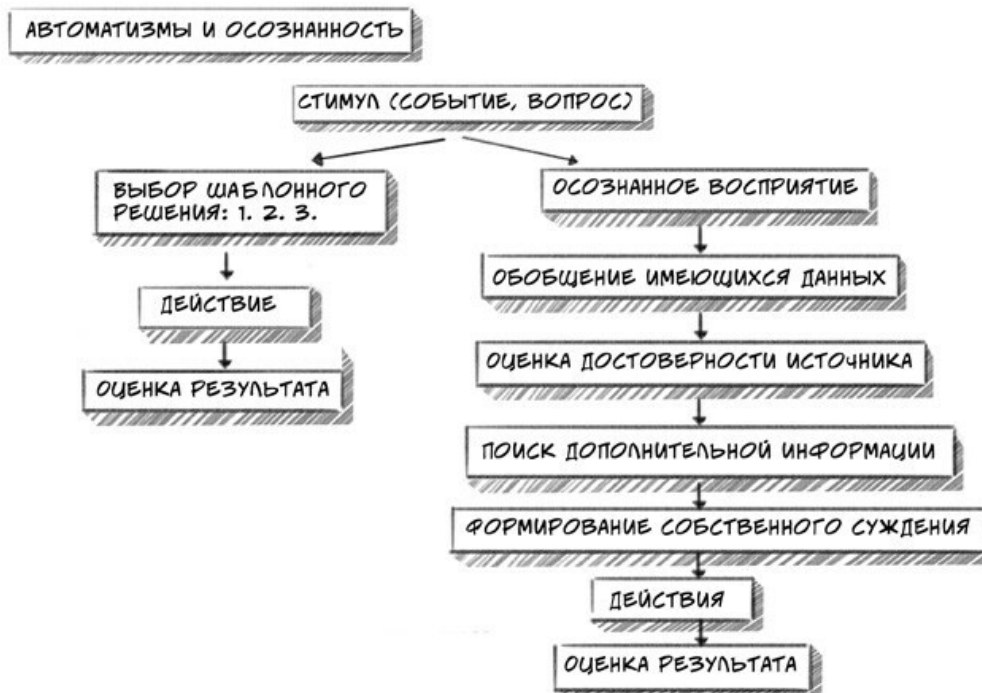 АВТОМАТИЗМЫ И ОСОЗНАННОСТЬ
СТИМУЛ (СОБЫТИЕ, ВОПРОС)
ВЫБОР ШАБЛОННОГО
РЕШЕНИЯ: 1. 2. 3.
ДЕЙСТВИЕ
ОЦЕНКА РЕЗУЛЬТАТА
ОСОЗНАННОЕ ВОСПРИЯТИЕ
ОБОБЩЕНИЕ ИМЕЮЩИХСЯ ДАННЫХ
ОЦЕНКА ДОСТОВЕРНОСТИ ИСТОЧНИКА
ПОИСК ДОПОЛНИТЕЛЬНОЙ ИНФОРМАЦИИ
ФОРМИРОВАНИЕ СОБСТВЕННОГО СУЖДЕНИЯ
ДЕЙСТВИЯ
ОЦЕНКА РЕЗУЛЬТАТА